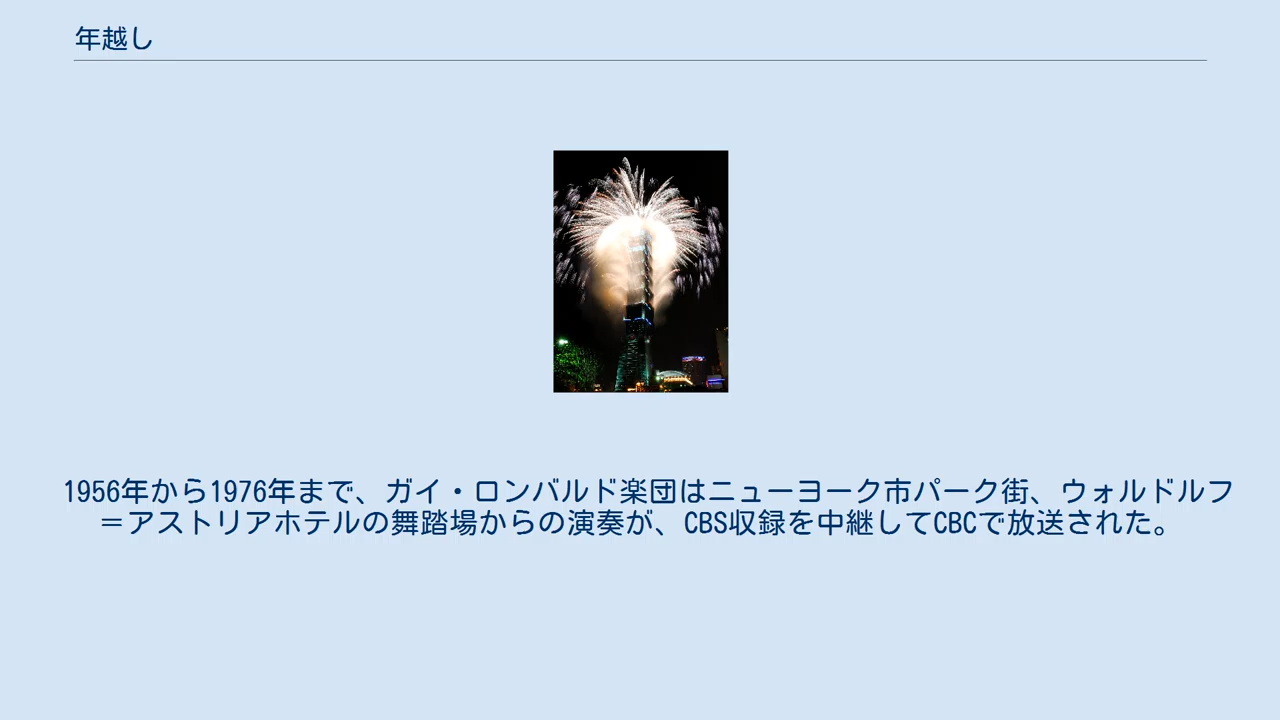 年越し
1956年から1976年まで、ガイ・ロンバルド楽団はニューヨーク市パーク街、ウォルドルフ
＝アストリアホテルの舞踏場からの演奏が、CBS収録を中継してCBCで放送された。